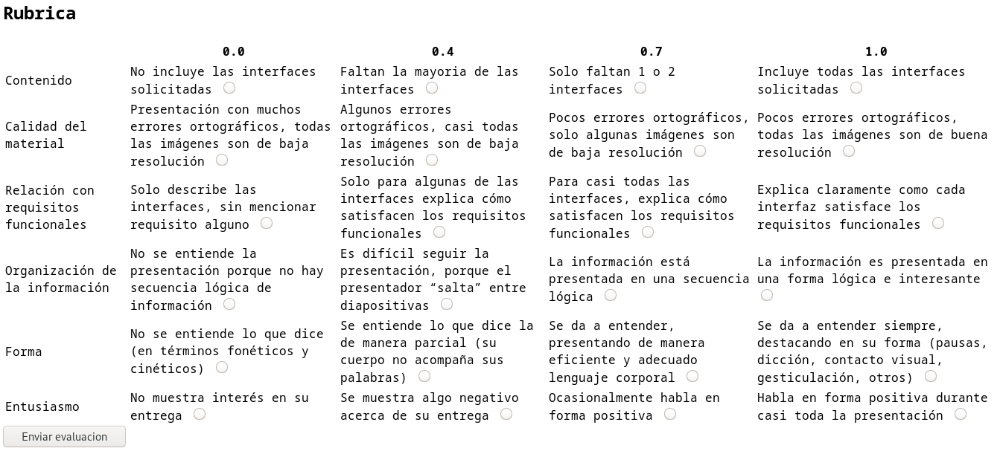 Rubrica
0.0 0.4 0.7 1.0
Contenido
No incluye las interfaces
solicitadas
Faltan la mayoria de las
interfaces
Solo faltan 1 o 2
interfaces
Incluye todas las interfaces
solicitadas
Calidad del
material
Presentación con muchos
errores ortográficos, todas
las imágenes son de baja
resolución
Algunos errores
ortográficos, casi todas
las imágenes son de baja
resolución
Pocos errores ortográficos,
solo algunas imágenes son
de baja resolución
Pocos errores ortográficos,
todas las imágenes son de buena
resolución
Relación con
requisitos
funcionales
Solo describe las
interfaces, sin mencionar
requisito alguno
Solo para algunas de las
interfaces explica cómo
satisfacen los requisitos
funcionales
Para casi todas las
interfaces, explica cómo
satisfacen los requisitos
funcionales
Explica claramente como cada
interfaz satisface los
requisitos funcionales
Organización de
la información
No se entiende la
presentación porque no hay
secuencia lógica de
información
Es difícil seguir la
presentación, porque el
presentador “salta” entre
diapositivas
La información está
presentada en una secuencia
lógica
La información es presentada en
una forma lógica e interesante
Forma
No se entiende lo que dice
(en términos fonéticos y
cinéticos)
Se entiende lo que dice la
de manera parcial (su
cuerpo no acompaña sus
palabras)
Se da a entender,
presentando de manera
eficiente y adecuado
lenguaje corporal
Se da a entender siempre,
destacando en su forma (pausas,
dicción, contacto visual,
gesticulación, otros)
Entusiasmo
No muestra interés en su
entrega
Se muestra algo negativo
acerca de su entrega
Ocasionalmente habla en
forma positiva
Habla en forma positiva durante
casi toda la presentación
Enviar evaluacion